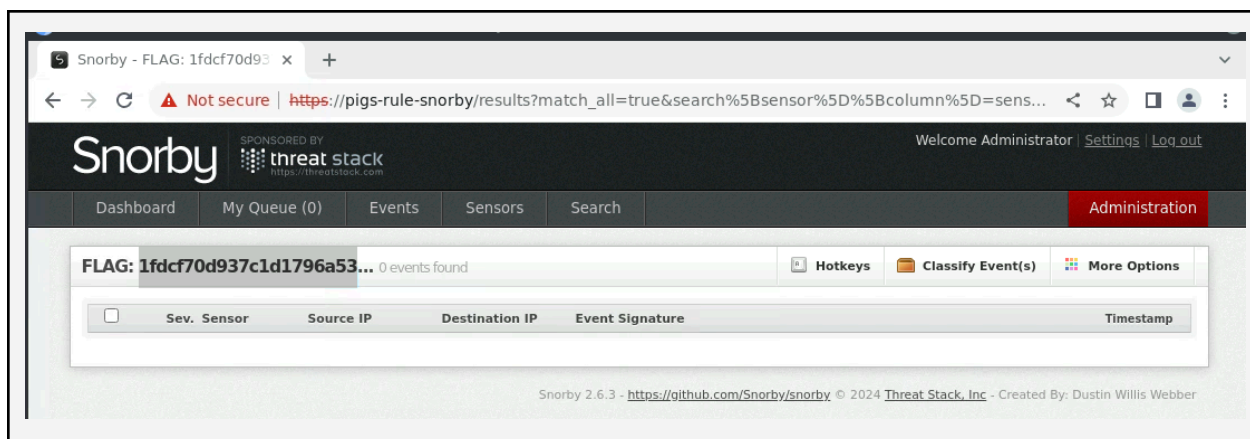 Snorby - FLAG: 1fdcf70d93
Not secure | https://pigs-rule-snorby/results?match_all=true&search%5Bsensor%5D%5Bcolumn%5D=sens...
Snorby
SPONSORED BY
threat stack
https://threatstack.com
Welcome Administrator | Settings | Log out
Dashboard My Queue (0) Events Sensors Search Administration
FLAG: 1fdcf70d937c1d1796a53... 0 events found Hotkeys Classify Event(s) More Options
Sev. Sensor Source IP Destination IP Event Signature Timestamp
Snorby 2.6.3 - https://github.com/Snorby/snorby © 2024 Threat Stack, Inc - Created By: Dustin Willis Webber